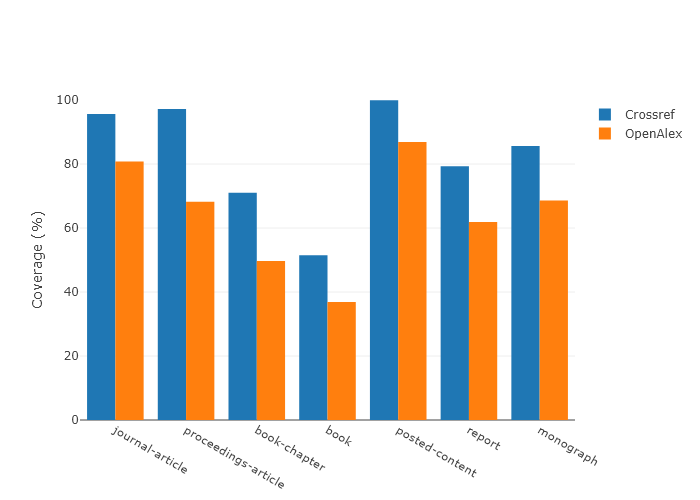 100
80
60
40
20
0
Coverage (%)
journal-article
proceedings-article
book-chapter
book
posted-content
report
monograph
Crossref
OpenAlex